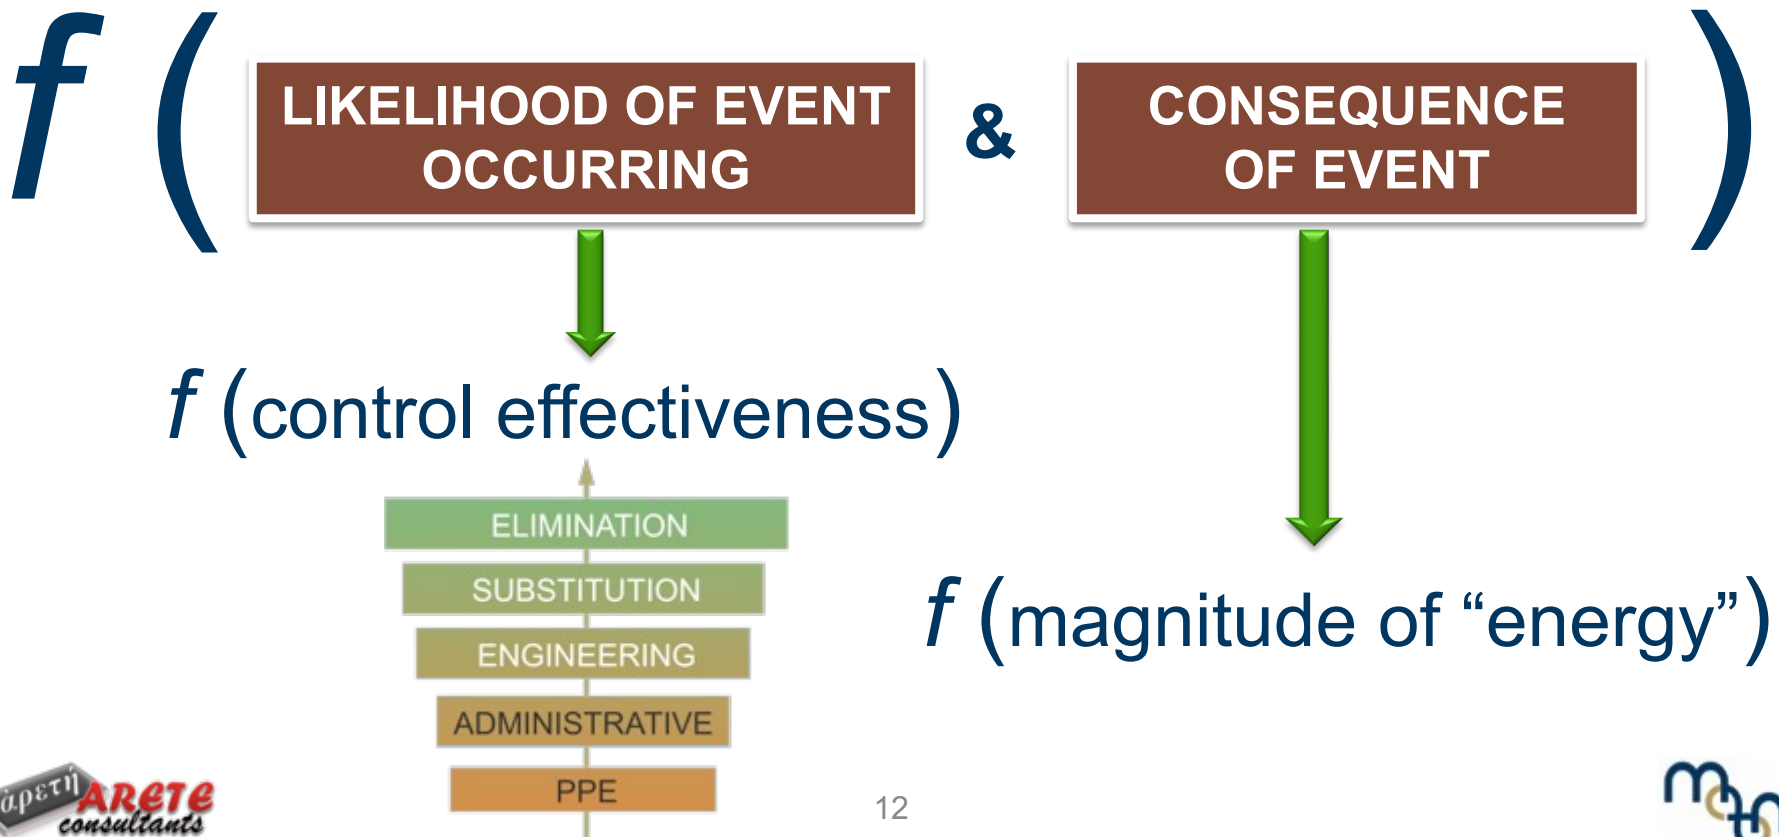 f ( LIKELIHOOD OF EVENT OCCURRING & CONSEQUENCE OF EVENT )
f (control effectiveness)
ELIMINATION
SUBSTITUTION
ENGINEERING
ADMINISTRATIVE
PPE
f (magnitude of “energy”)
ἀρετή
ARETE
consultants
12